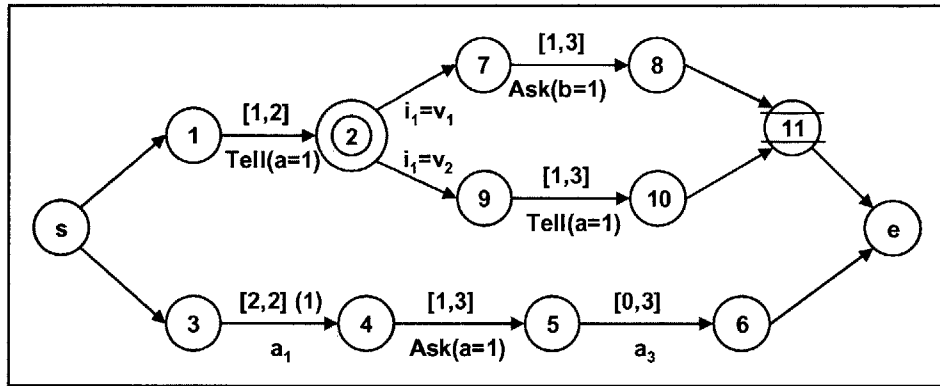 [1,3]
7
8
Ask(b=1)
[1,2]
i₁=v₁
1
2
11
Tell(a=1)
i₁=v₂
[1,3]
9
10
Tell(a=1)
s
e
[2,2] (1)
[1,3]
[0,3]
3
4
5
6
a₁
Ask(a=1)
a₃